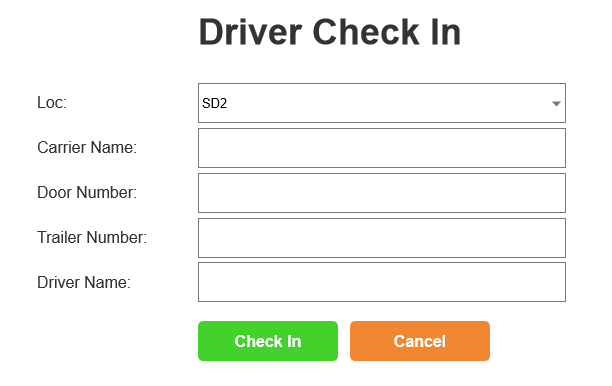 Driver Check In
Loc:
SD2
Carrier Name:
Door Number:
Trailer Number:
Driver Name:
Check In
Cancel